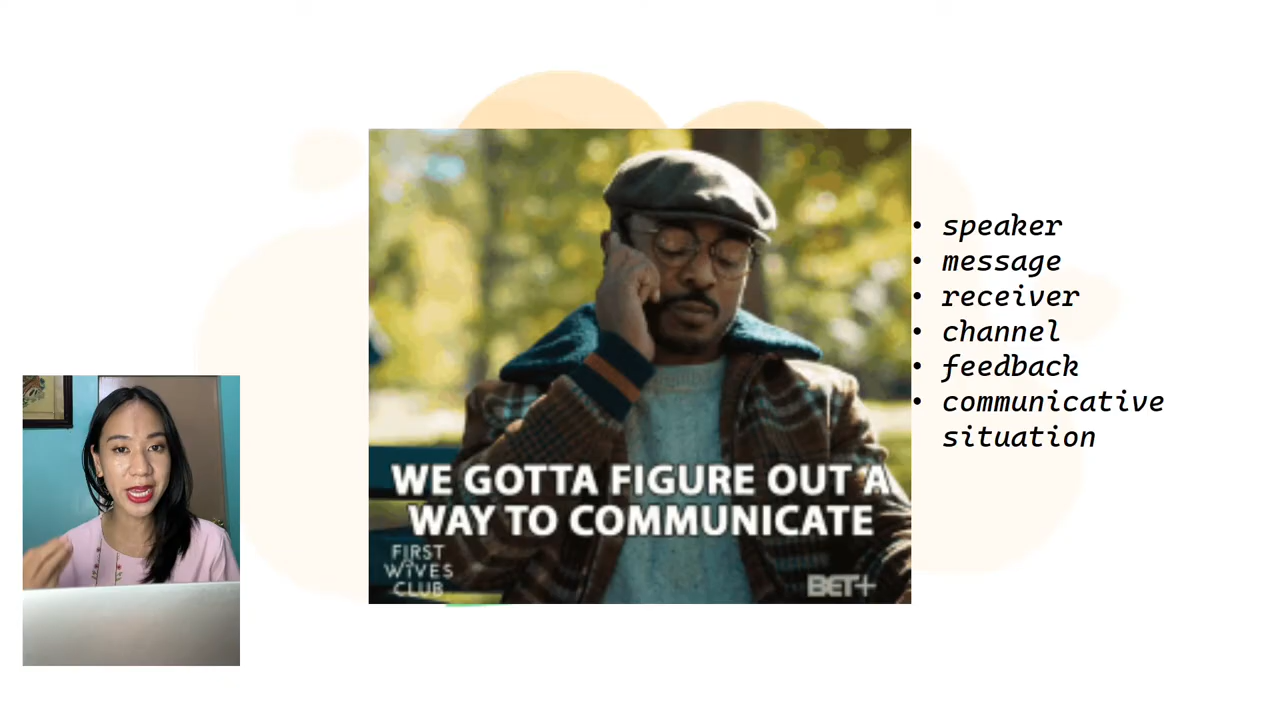 • speaker
• message
• receiver
• channel
• feedback
• communicative
situation
WE GOTTA FIGURE OUT A
WAY TO COMMUNICATE
FIRST
WIVES
CLUB
BET+